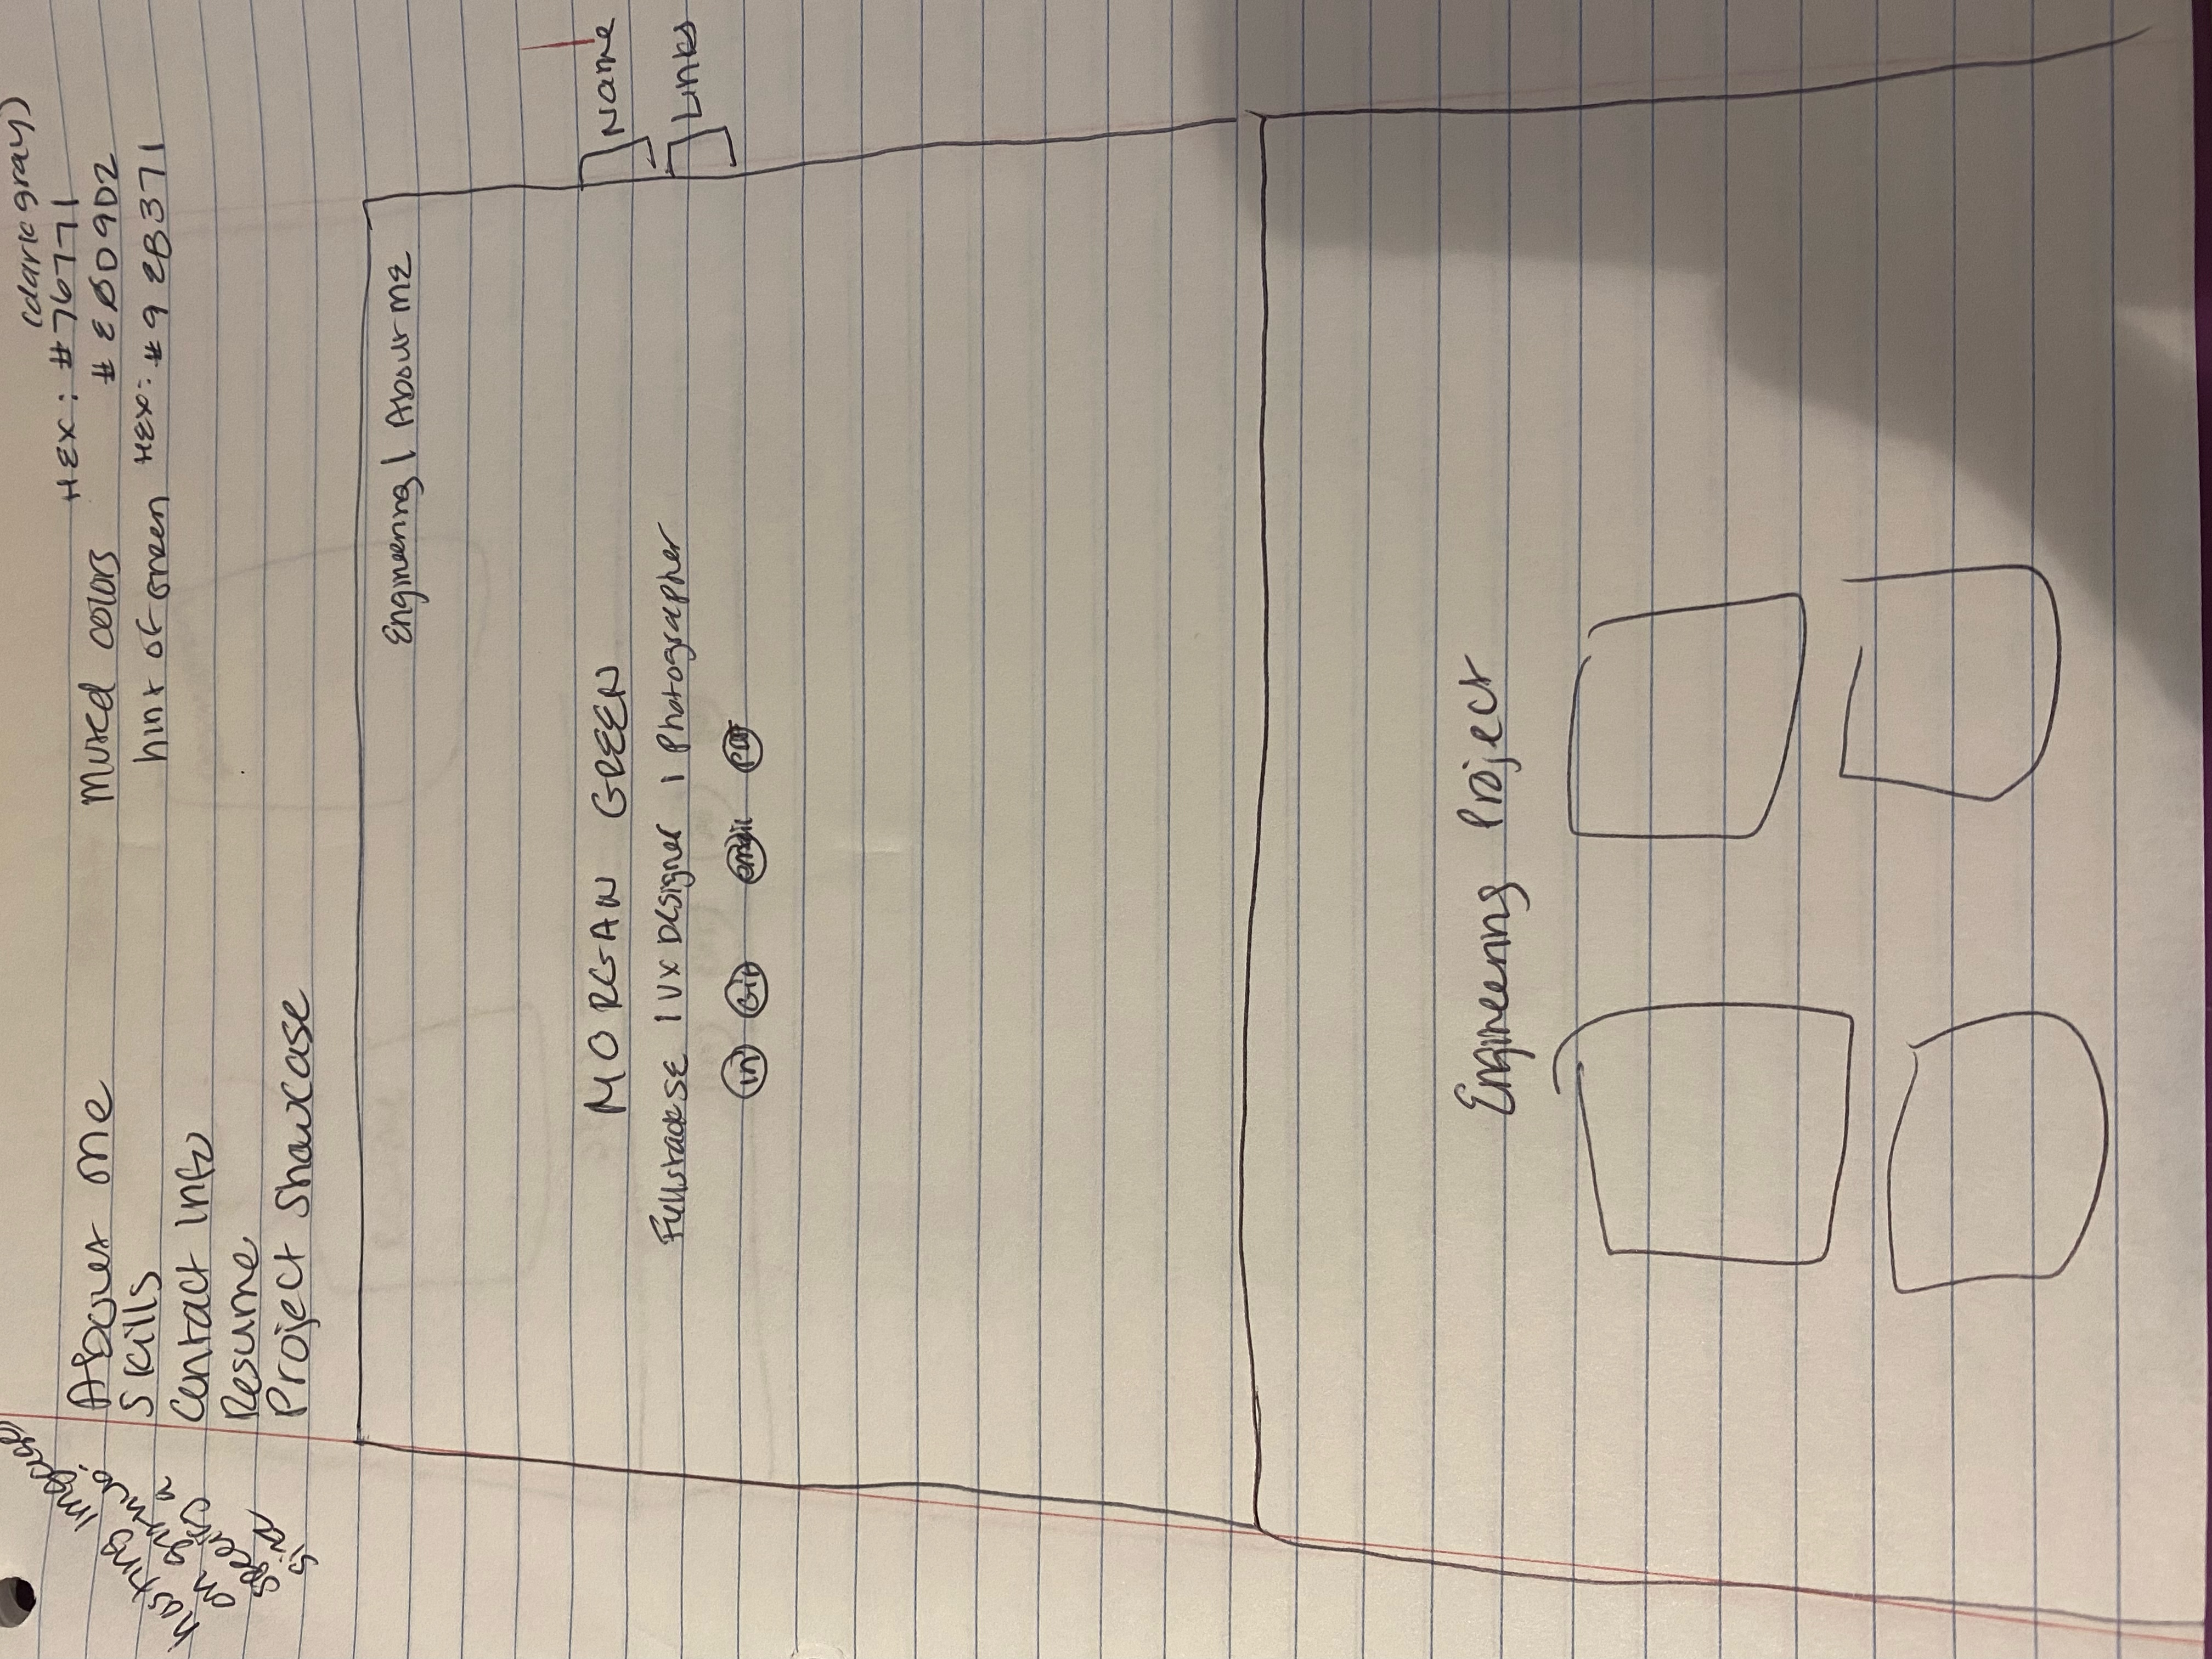 hosting imgases
on github:
specify a
size
About me
Skills
Contact Info
Resume
Project Showcase
(dark gray)
HEX: #76771
Muted colors # E0D9D2
hint of green HEX: #9EB371
Engineering | About ME
MORGAN GREEN
Fullstack SE | UX Designer | Photographer
in Git email PDF
Name
Links
Engineering Project